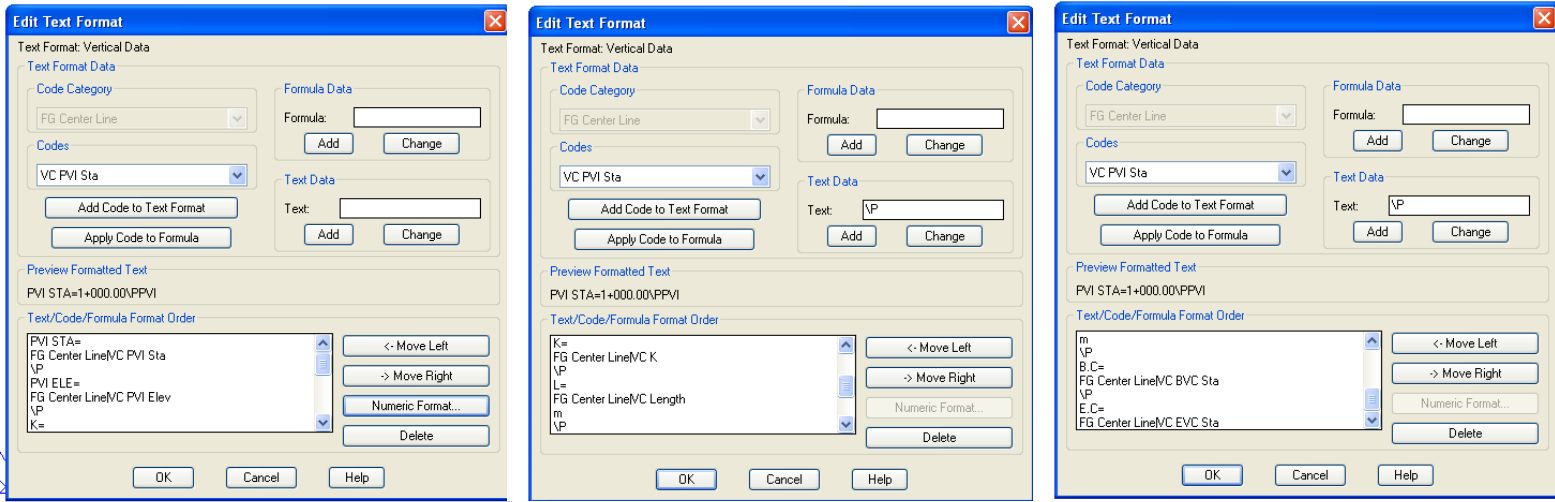 Edit Text Format
Text Format: Vertical Data
Text Format Data
Code Category
FG Center Line
Codes
VC PVI Sta
Add Code to Text Format
Apply Code to Formula
Formula Data
Formula:
Add Change
Text Data
Text:
Add Change
Preview Formatted Text
PVI STA=1+000.00\PPVI
Text/Code/Formula Format Order
PVI STA=
FG Center Line|VC PVI Sta
\P
PVI ELE=
FG Center Line|VC PVI Elev
\P
K=
<- Move Left
-> Move Right
Numeric Format...
Delete
OK Cancel Help
Edit Text Format
Text Format: Vertical Data
Text Format Data
Code Category
FG Center Line
Codes
VC PVI Sta
Add Code to Text Format
Apply Code to Formula
Formula Data
Formula:
Add Change
Text Data
Text: \P
Add Change
Preview Formatted Text
PVI STA=1+000.00\PPVI
Text/Code/Formula Format Order
K=
FG Center Line|VC K
\P
L=
FG Center Line|VC Length
m
\P
<- Move Left
-> Move Right
Numeric Format...
Delete
OK Cancel Help
Edit Text Format
Text Format: Vertical Data
Text Format Data
Code Category
FG Center Line
Codes
VC PVI Sta
Add Code to Text Format
Apply Code to Formula
Formula Data
Formula:
Add Change
Text Data
Text: \P
Add Change
Preview Formatted Text
PVI STA=1+000.00\PPVI
Text/Code/Formula Format Order
m
\P
B.C=
FG Center Line|VC BVC Sta
\P
E.C=
FG Center Line|VC EVC Sta
<- Move Left
-> Move Right
Numeric Format...
Delete
OK Cancel Help